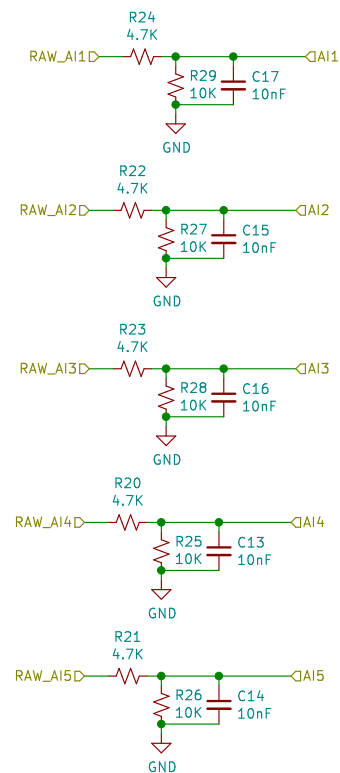 R24
4.7K
RAW_AI1
AI1
R29
10K
C17
10nF
GND
R22
4.7K
RAW_AI2
AI2
R27
10K
C15
10nF
GND
R23
4.7K
RAW_AI3
AI3
R28
10K
C16
10nF
GND
R20
4.7K
RAW_AI4
AI4
R25
10K
C13
10nF
GND
R21
4.7K
RAW_AI5
AI5
R26
10K
C14
10nF
GND